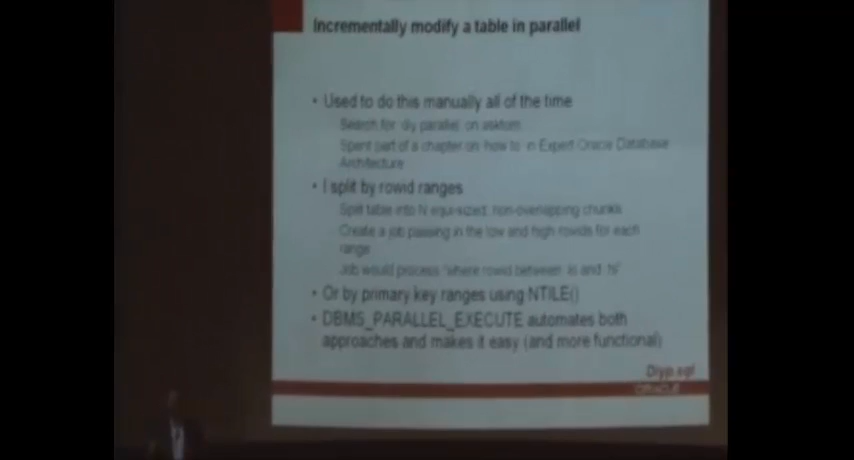 Incrementally modify a table in parallel
• Used to do this manually all of the time
Search for diy parallel on asktom
Spent part of a chapter on 'how to' in Expert Oracle Database
Architecture
• I split by rowid ranges
Split table into N equi-sized, non-overlapping chunks
Create a job passing in the low and high rowids for each
range
Job would process "where rowid between :lo and
• Or by primary key ranges using NTILE()
• DBMS_PARALLEL_EXECUTE automates both
approaches and makes it easy (and more functional)
Diyp.sql
ORACLE